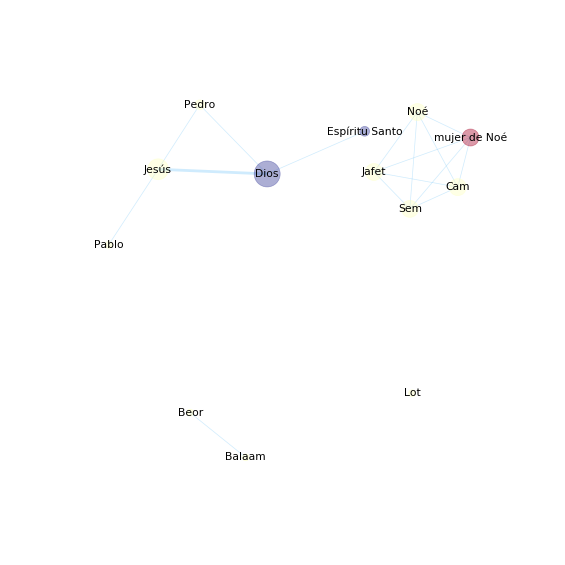 Pedro
Noé
Espíritu Santo
mujer de Noé
Jesús
Dios
Jafet
Cam
Sem
Pablo
Lot
Beor
Balaam